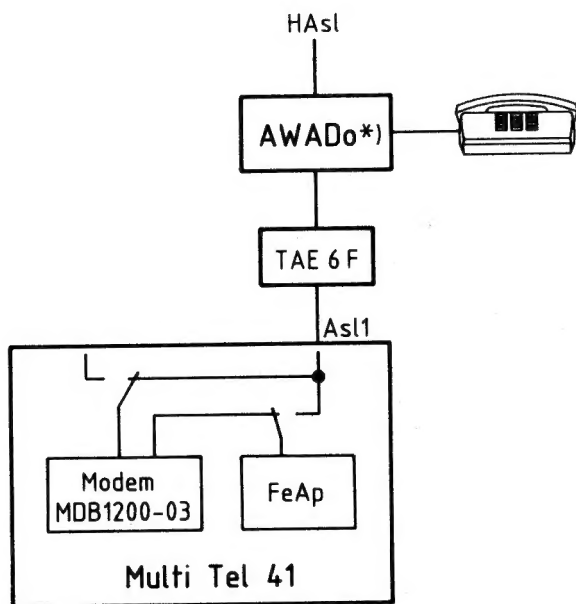 HAsl
AWADo*)
TAE 6 F
Asl1
Modem
MDB1200-03
FeAp
Multi Tel 41